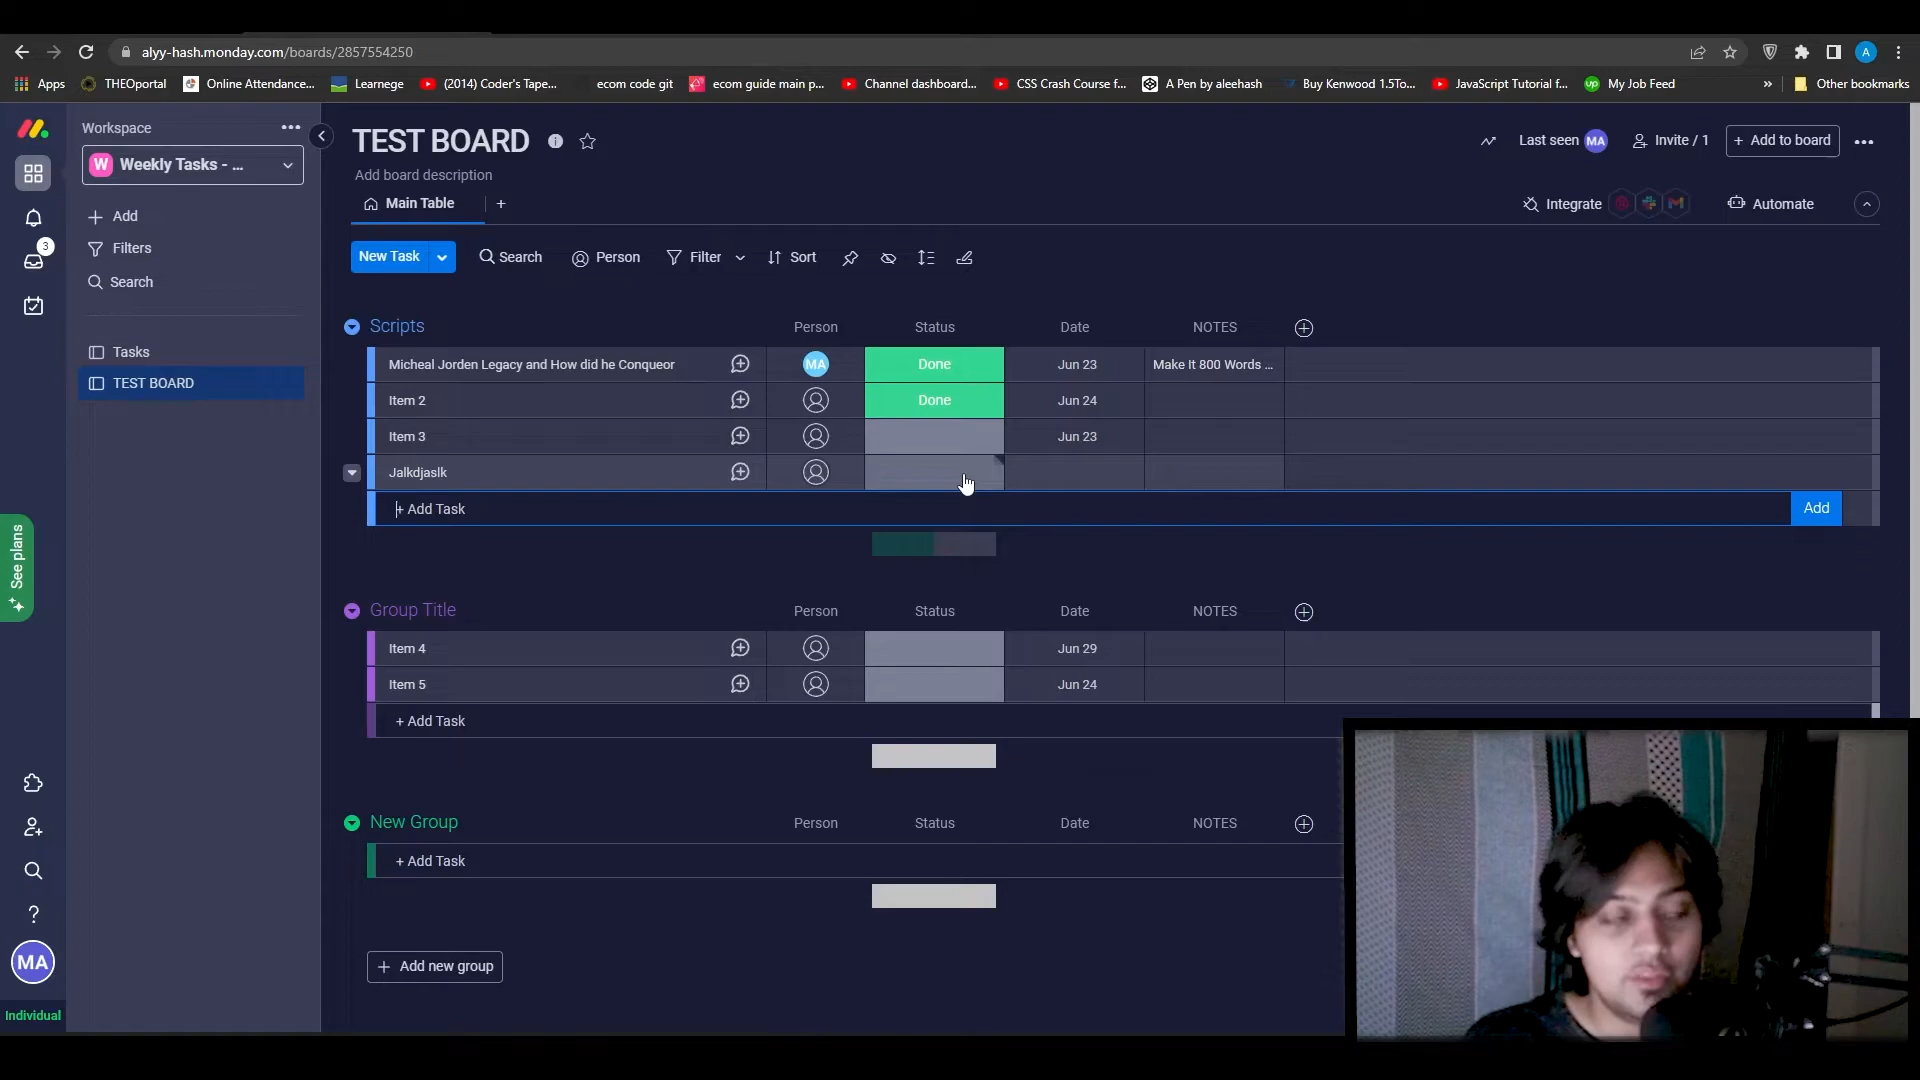 alyy-hash.monday.com/boards/2857554250
A
Apps
THEOportal
Online Attendance...
Learnege
(2014) Coder's Tape...
ecom code git
ecom guide main p...
Channel dashboard...
CSS Crash Course f...
A Pen by aleehash
Buy Kenwood 1.5To...
JavaScript Tutorial f...
up My Job Feed
»
Other bookmarks
Workspace
W Weekly Tasks - ...
+ Add
Filters
Search
Tasks
TEST BOARD
3
See plans
?
MA
Individual
TEST BOARD
Last seen MA
Invite / 1
+ Add to board
Add board description
Main Table
+
Integrate
Automate
New Task
Search
Person
Filter
Sort
Scripts Person Status Date NOTES
Micheal Jorden Legacy and How did he Conqueor MA Done Jun 23 Make It 800 Words ...
Item 2 Done Jun 24
Item 3 Jun 23
Jalkdjaslk
+ Add Task Add
Group Title Person Status Date NOTES
Item 4 Jun 29
Item 5 Jun 24
+ Add Task
New Group Person Status Date NOTES
+ Add Task
+ Add new group